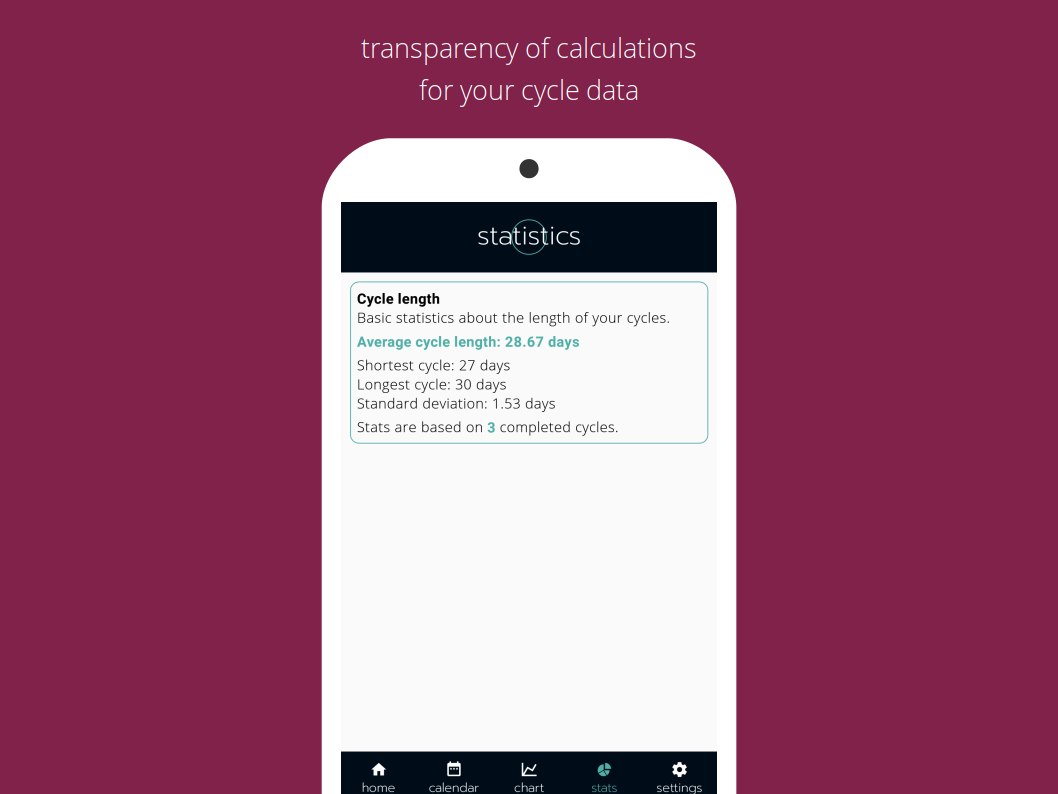 transparency of calculations
for your cycle data
statistics
Cycle length
Basic statistics about the length of your cycles.
Average cycle length: 28.67 days
Shortest cycle: 27 days
Longest cycle: 30 days
Standard deviation: 1.53 days
Stats are based on 3 completed cycles.
home calendar chart stats settings